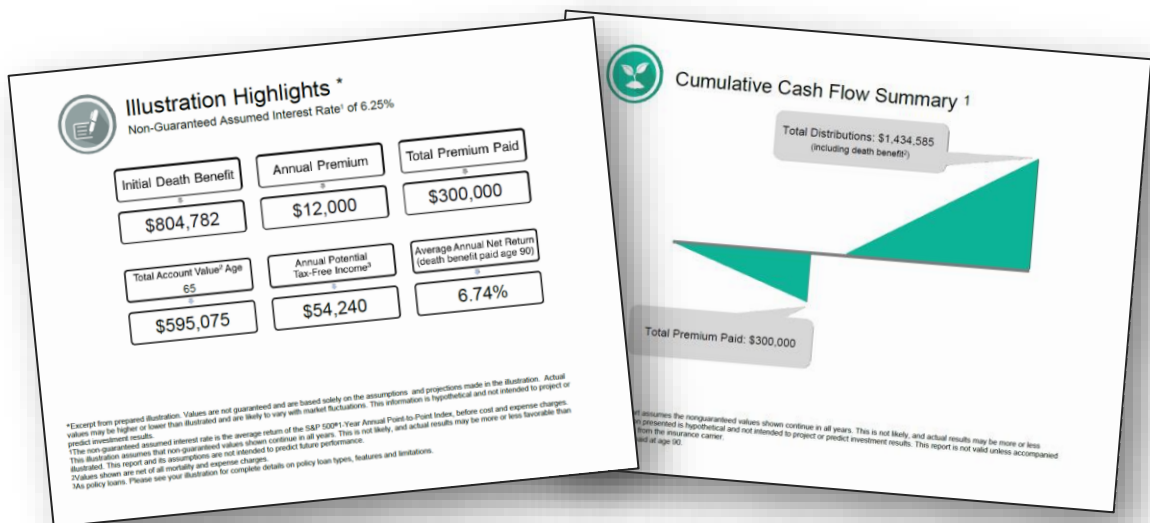 Illustration Highlights *
Non-Guaranteed Assumed Interest Rate¹ of 6.25%
Initial Death Benefit
$804,782
Annual Premium
$12,000
Total Premium Paid
$300,000
Total Account Value² Age
65
$595,075
Annual Potential
Tax-Free Income³
$54,240
Average Annual Net Return
(death benefit paid age 90)
6.74%
*Excerpt from prepared illustration. Values are not guaranteed and are based solely on the assumptions and projections made in the illustration. Actual
values may be higher or lower than illustrated and are likely to vary with market fluctuations. This information is hypothetical and not intended to project or
predict investment results.
¹The non-guaranteed assumed interest rate is the average return of the S&P 500®1-Year Annual Point-to-Point Index, before cost and expense charges.
This illustration assumes that non-guaranteed values shown continue in all years. This is not likely, and actual results may be more or less favorable than
illustrated. This report and its assumptions are not intended to predict future performance.
²Values shown are net of all mortality and expense charges.
³As policy loans. Please see your illustration for complete details on policy loan types, features and limitations.
Cumulative Cash Flow Summary ¹
Total Distributions: $1,434,585
(including death benefit²)
Total Premium Paid: $300,000
assumes the nonguaranteed values shown continue in all years. This is not likely, and actual results may be more or less
presented is hypothetical and not intended to project or predict investment results. This report is not valid unless accompanied
from the insurance carrier.
at age 90.